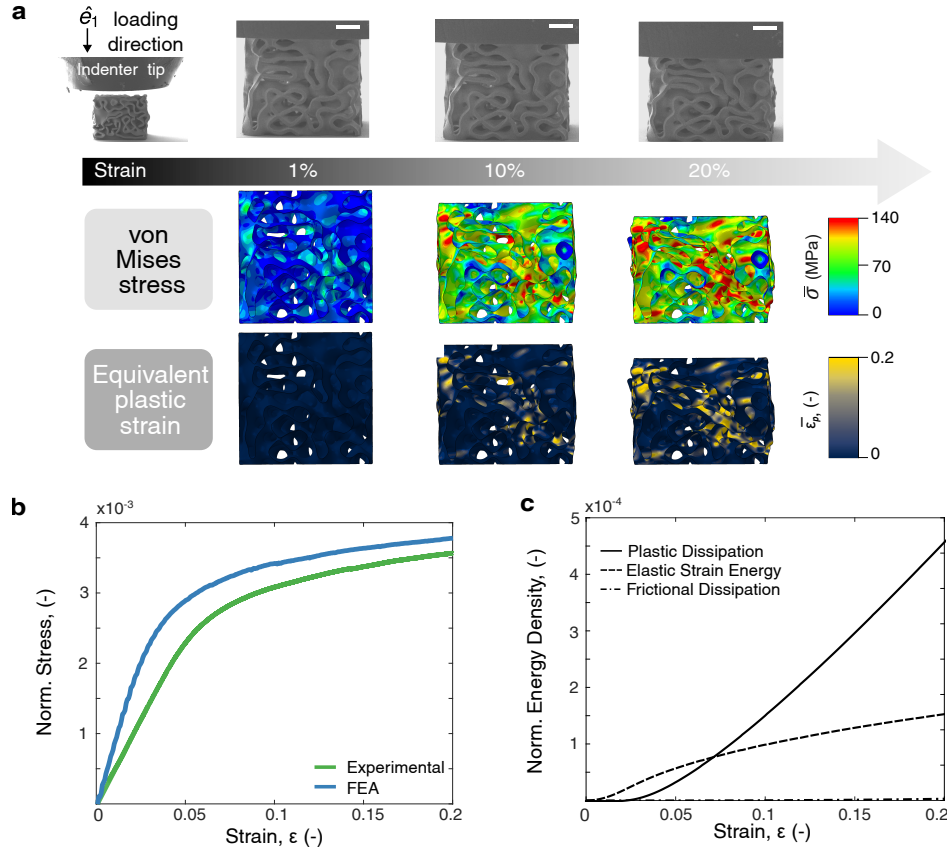 a
ê₁ loading
direction
Indenter tip
Strain 1% 10% 20%
von
Mises
stress
140
70
0
σ̅ (MPa)
Equivalent
plastic
strain
0.2
0
ε̅ₚ, (-)
b
x10⁻³
4
3
2
1
Norm. Stress, (-)
Experimental
FEA
0 0.05 0.1 0.15 0.2
Strain, ε (-)
c
x10⁻⁴
5
4
3
2
1
0
Norm. Energy Density, (-)
Plastic Dissipation
Elastic Strain Energy
Frictional Dissipation
0 0.05 0.1 0.15 0.2
Strain, ε (-)